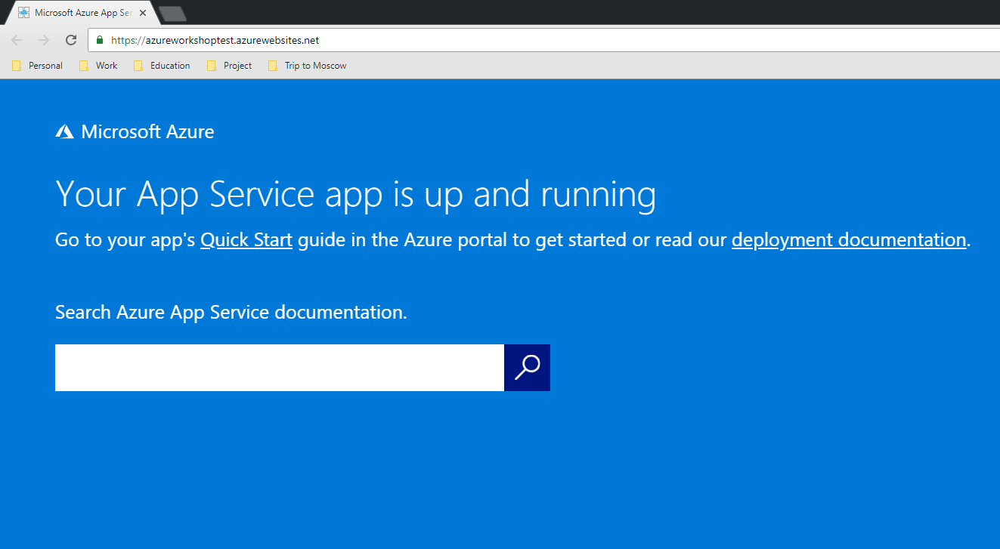 Microsoft Azure App Ser
https://azureworkshoptest.azurewebsites.net
Personal Work Education Project Trip to Moscow
Microsoft Azure
Your App Service app is up and running
Go to your app's Quick Start guide in the Azure portal to get started or read our deployment documentation.
Search Azure App Service documentation.